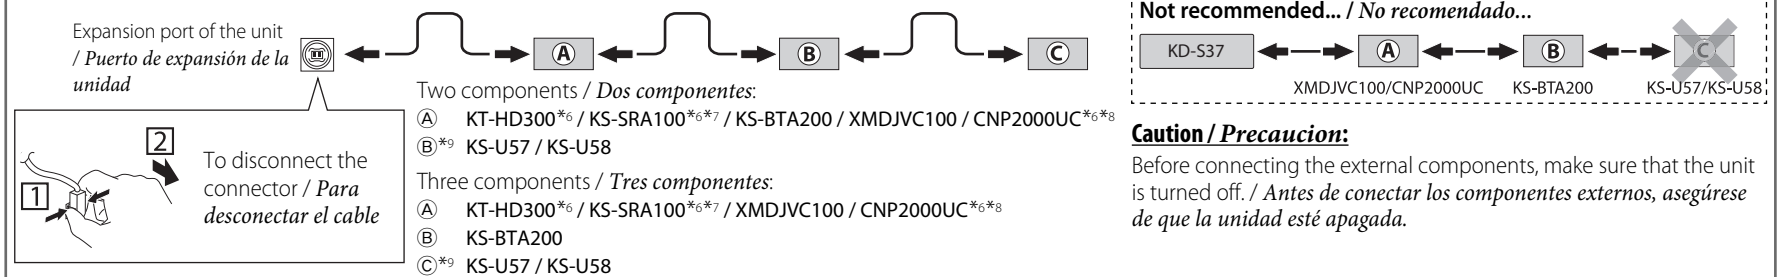 Expansion port of the unit
/ Puerto de expansión de la
unidad
Ⓐ
Ⓑ
Ⓒ
1
2
To disconnect the
connector / Para
desconectar el cable
Two components / Dos componentes:
Ⓐ KT-HD300*6 / KS-SRA100*6*7 / KS-BTA200 / XMDJVC100 / CNP2000UC*6*8
Ⓑ*9 KS-U57 / KS-U58
Three components / Tres componentes:
Ⓐ KT-HD300*6 / KS-SRA100*6*7 / XMDJVC100 / CNP2000UC*6*8
Ⓑ KS-BTA200
Ⓒ*9 KS-U57 / KS-U58
Not recommended... / No recomendado...
KD-S37 Ⓐ Ⓑ Ⓒ
XMDJVC100/CNP2000UC KS-BTA200 KS-U57/KS-U58
Caution / Precaucion:
Before connecting the external components, make sure that the unit
is turned off. / Antes de conectar los componentes externos, asegúrese
de que la unidad esté apagada.